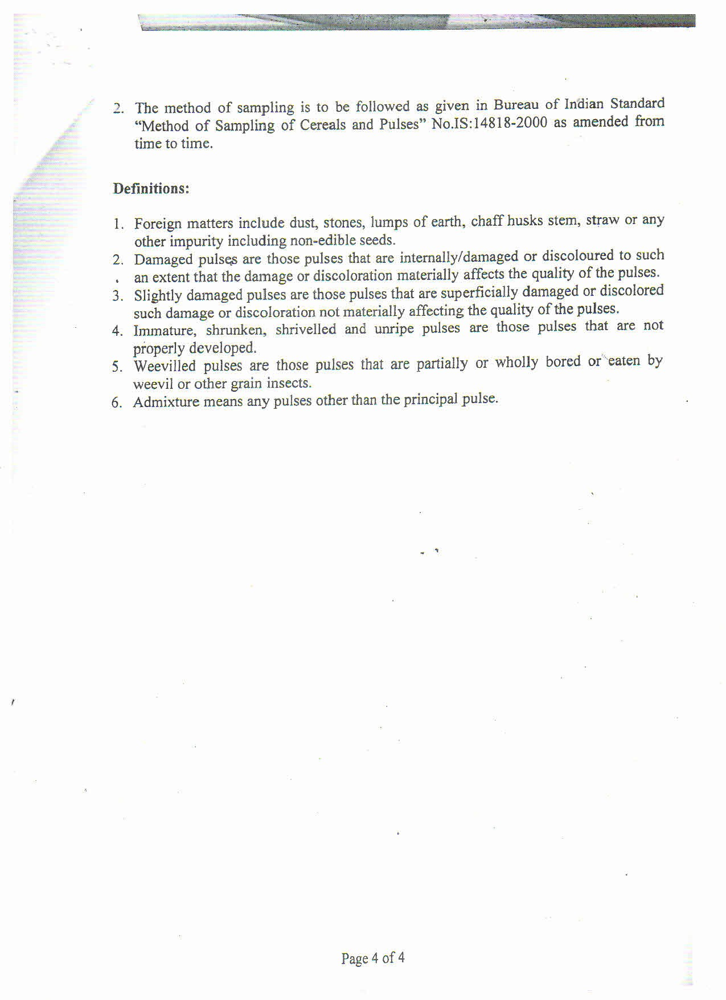 2. The method of sampling is to be followed as given in Bureau of Indian Standard
“Method of Sampling of Cereals and Pulses” No.IS:14818-2000 as amended from
time to time.
Definitions:
1. Foreign matters include dust, stones, lumps of earth, chaff husks stem, straw or any
other impurity including non-edible seeds.
2. Damaged pulses are those pulses that are internally/damaged or discoloured to such
an extent that the damage or discoloration materially affects the quality of the pulses.
3. Slightly damaged pulses are those pulses that are superficially damaged or discolored
such damage or discoloration not materially affecting the quality of the pulses.
4. Immature, shrunken, shrivelled and unripe pulses are those pulses that are not
properly developed.
5. Weevilled pulses are those pulses that are partially or wholly bored or eaten by
weevil or other grain insects.
6. Admixture means any pulses other than the principal pulse.
Page 4 of 4